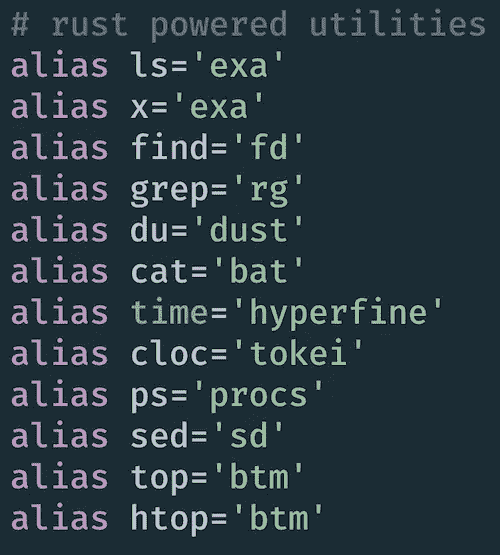 # rust powered utilities
alias ls='exa'
alias x='exa'
alias find='fd'
alias grep='rg'
alias du='dust'
alias cat='bat'
alias time='hyperfine'
alias cloc='tokei'
alias ps='procs'
alias sed='sd'
alias top='btm'
alias htop='btm'